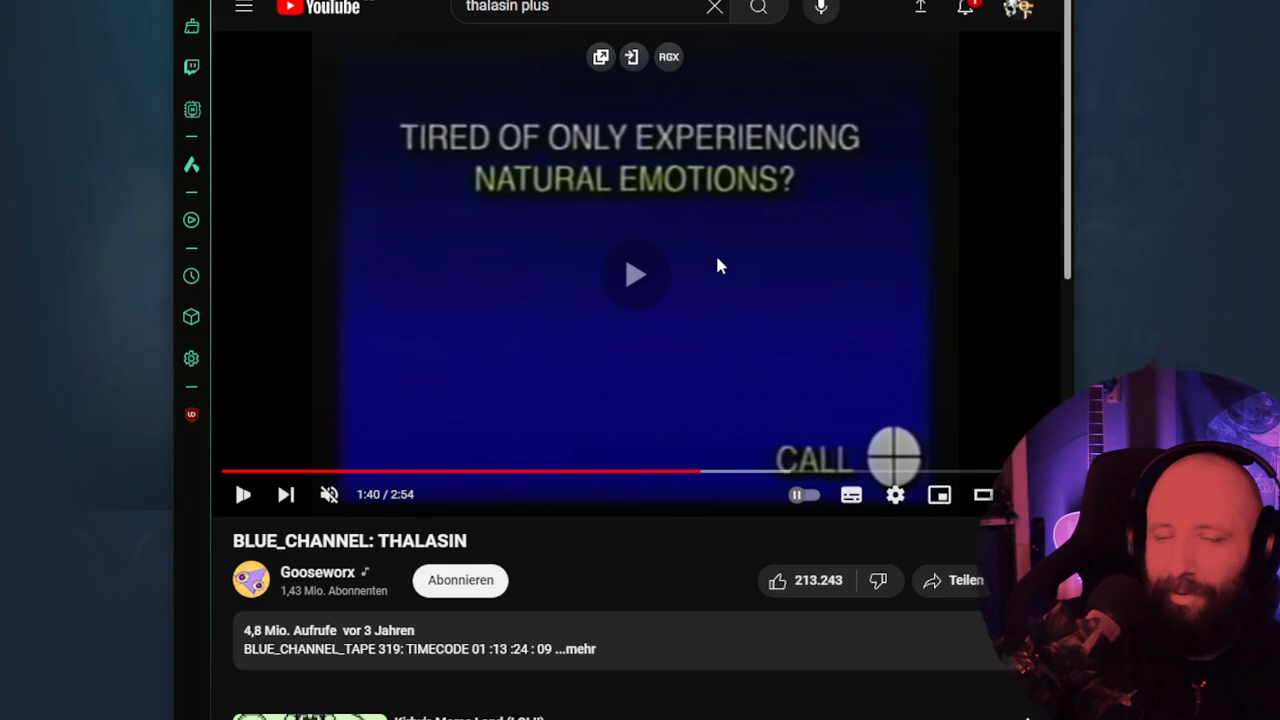 YouTube
thalasin plus
RGX
TIRED OF ONLY EXPERIENCING
NATURAL EMOTIONS?
CALL
1:40 / 2:54
BLUE_CHANNEL: THALASIN
Gooseworx
1,43 Mio. Abonnenten
Abonnieren
213.243
Teilen
4,8 Mio. Aufrufe vor 3 Jahren
BLUE_CHANNEL_TAPE 319: TIMECODE 01 :13 :24 : 09 ...mehr